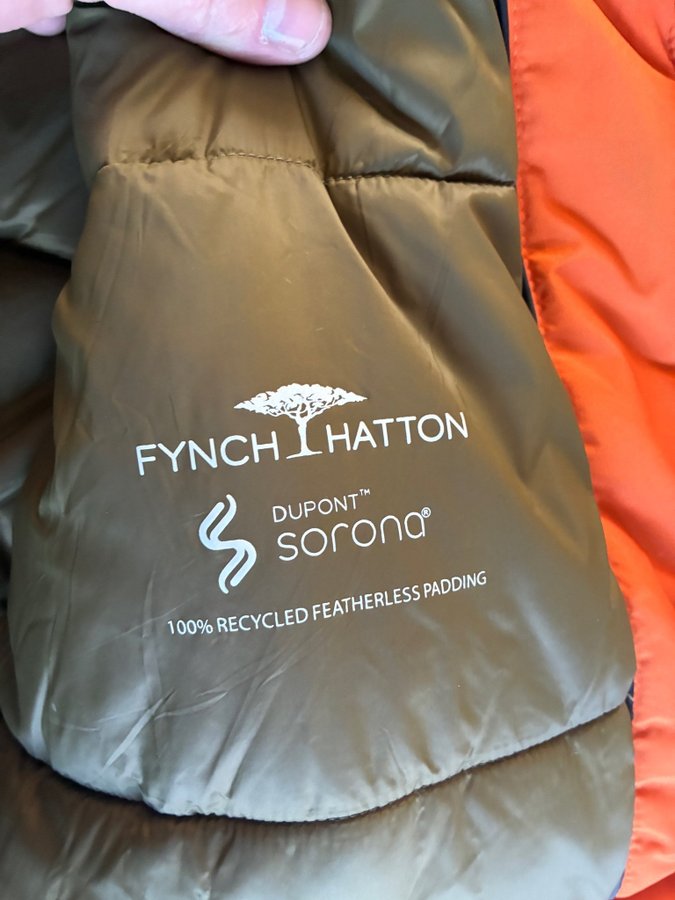 FYNCH HATTON
DUPONT™
sorona®
100% RECYCLED FEATHERLESS PADDING